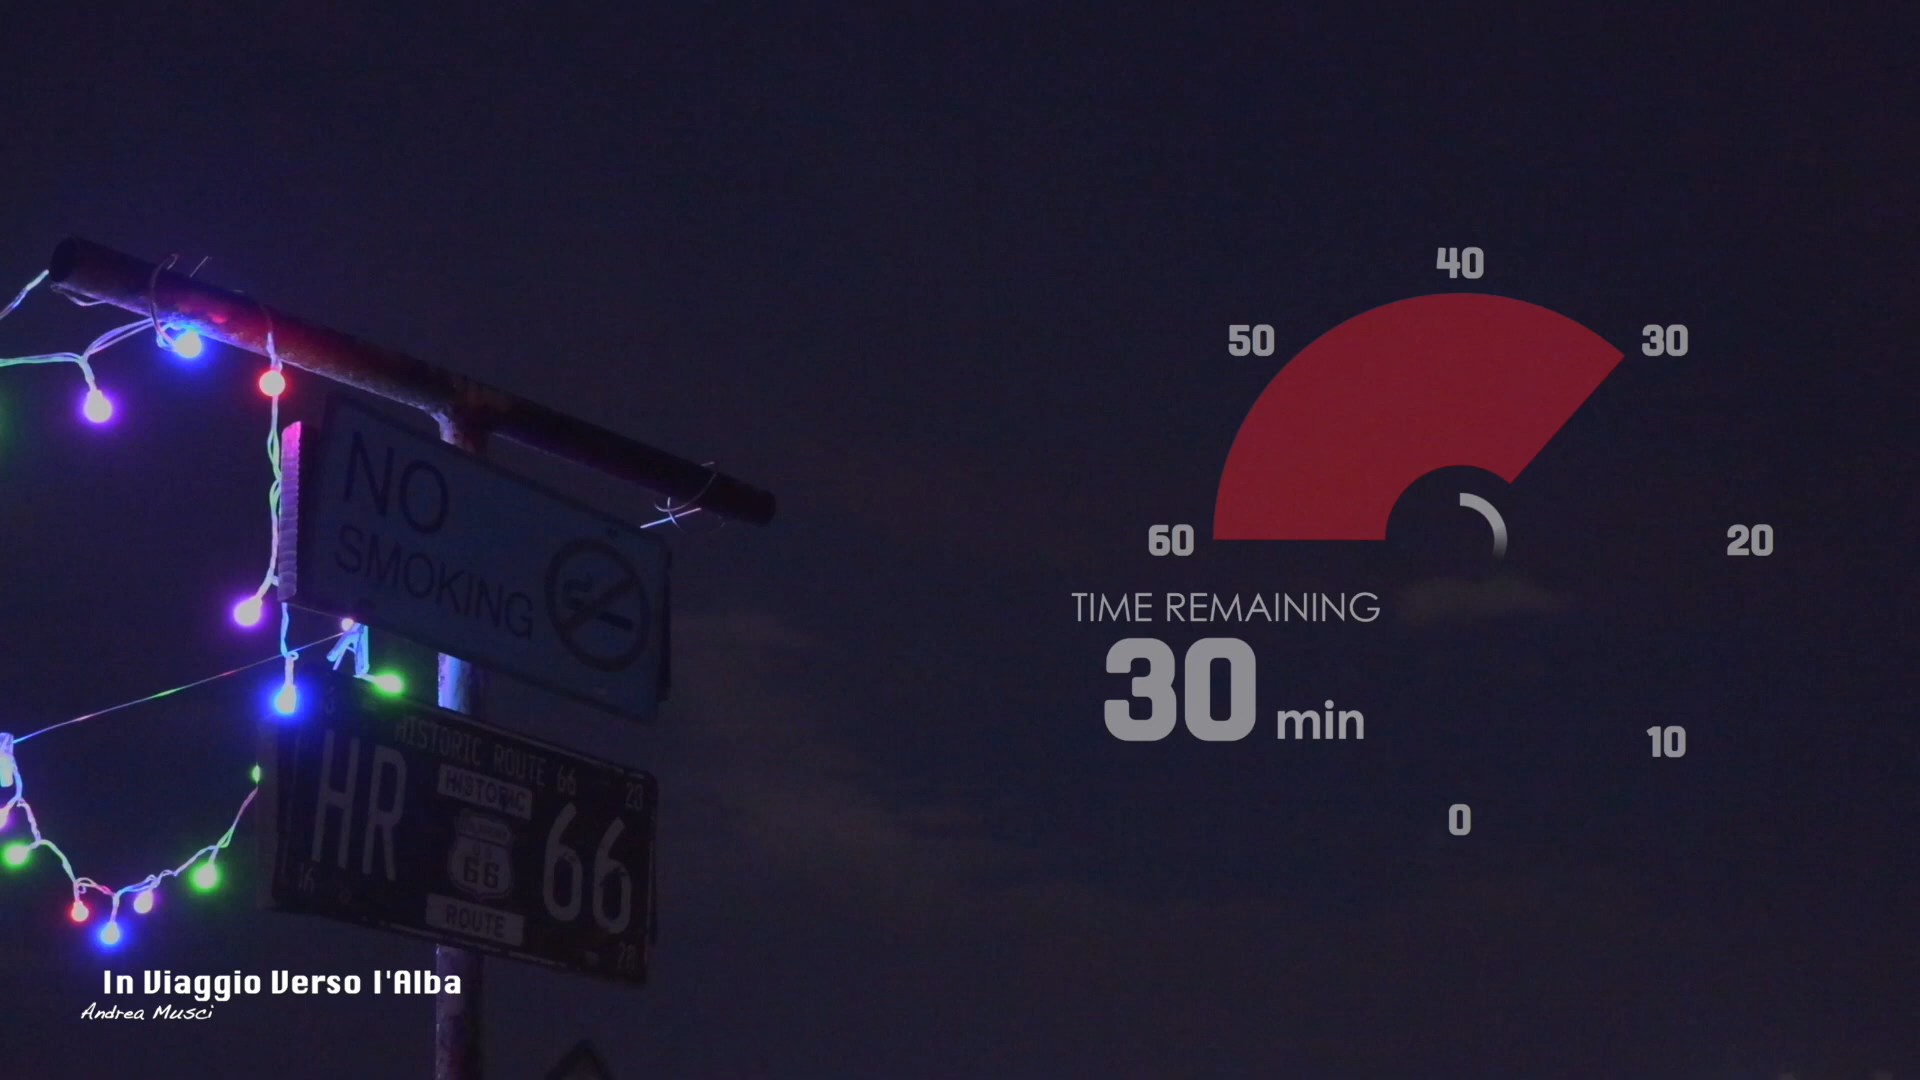 NO
SMOKING
HISTORIC ROUTE 66
HISTORIC
HR
66
66
ROUTE
40
50
30
60
20
TIME REMAINING
30 min
10
0
In Viaggio Verso l'Alba
Andrea Musci